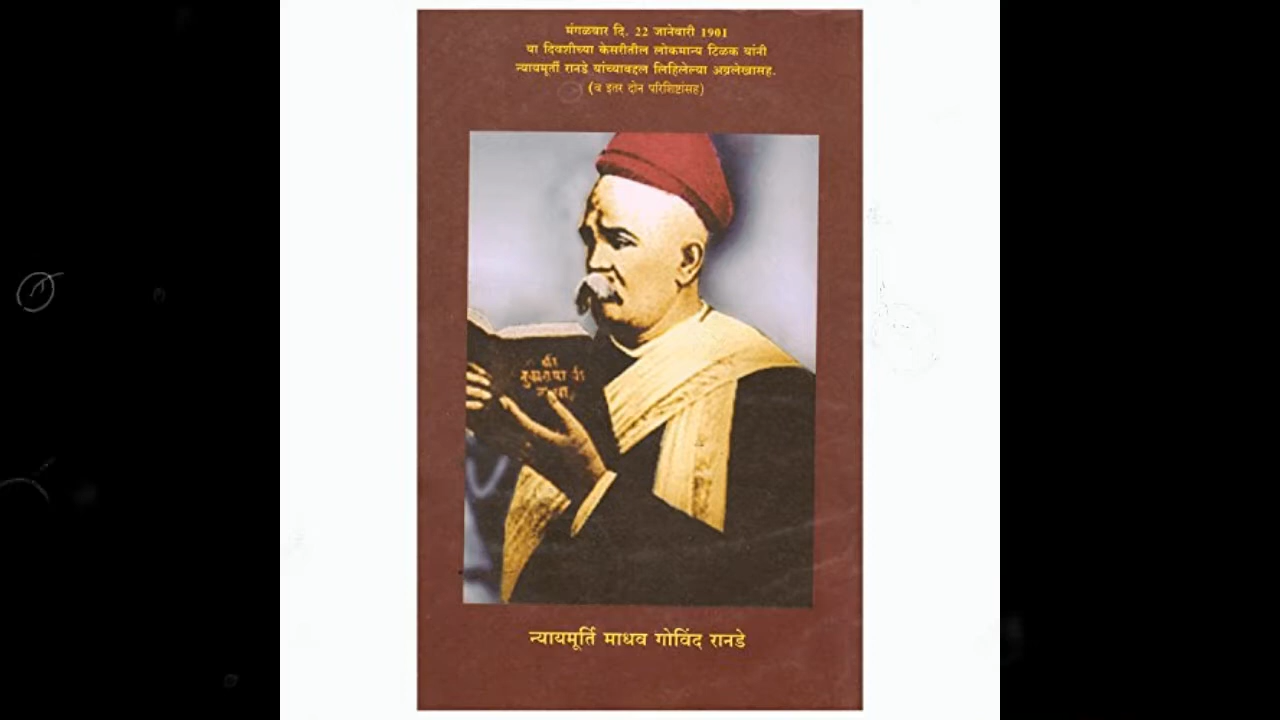 मंगळवार दि. 22 जानेवारी 1901
या दिवशीच्या केसरीतील लोकमान्य टिळक यांनी
न्यायमूर्ती रानडे यांच्याबद्दल लिहिलेल्या अग्रलेखासह.
(व इतर दोन परिशिष्टांसह)
श्री
न्यायमूर्ति माधव गोविंद रानडे